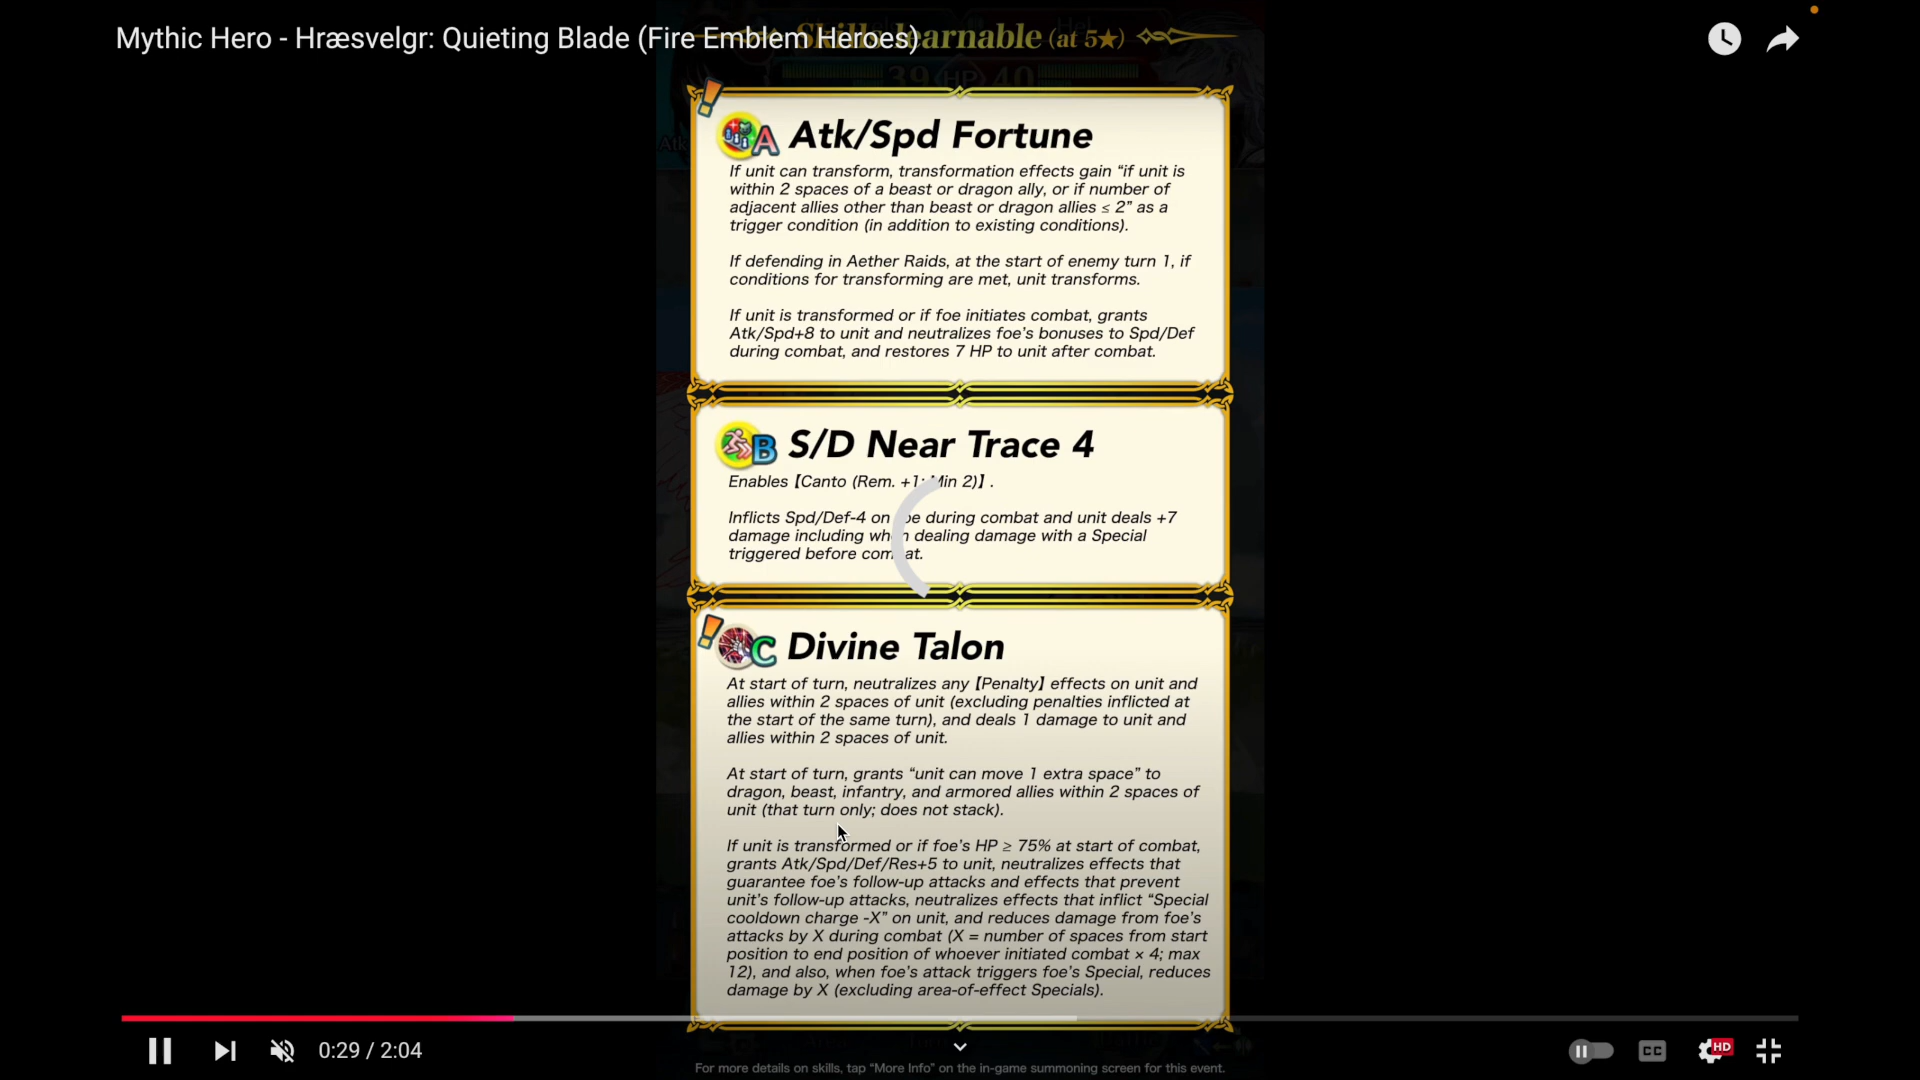 Mythic Hero - Hræsvelgr: Quieting Blade (Fire Emblem Heroes)
Skills Learnable (at 5★)
39 HP 40
A Atk/Spd Fortune
If unit can transform, transformation effects gain “if unit is
within 2 spaces of a beast or dragon ally, or if number of
adjacent allies other than beast or dragon allies ≤ 2” as a
trigger condition (in addition to existing conditions).
If defending in Aether Raids, at the start of enemy turn 1, if
conditions for transforming are met, unit transforms.
If unit is transformed or if foe initiates combat, grants
Atk/Spd+8 to unit and neutralizes foe's bonuses to Spd/Def
during combat, and restores 7 HP to unit after combat.
B S/D Near Trace 4
Enables【Canto (Rem. +1; Min 2)】.
Inflicts Spd/Def-4 on foe during combat and unit deals +7
damage including when dealing damage with a Special
triggered before combat.
C Divine Talon
At start of turn, neutralizes any【Penalty】effects on unit and
allies within 2 spaces of unit (excluding penalties inflicted at
the start of the same turn), and deals 1 damage to unit and
allies within 2 spaces of unit.
At start of turn, grants “unit can move 1 extra space” to
dragon, beast, infantry, and armored allies within 2 spaces of
unit (that turn only; does not stack).
If unit is transformed or if foe's HP ≥ 75% at start of combat,
grants Atk/Spd/Def/Res+5 to unit, neutralizes effects that
guarantee foe's follow-up attacks and effects that prevent
unit's follow-up attacks, neutralizes effects that inflict “Special
cooldown charge -X” on unit, and reduces damage from foe's
attacks by X during combat (X = number of spaces from start
position to end position of whoever initiated combat × 4; max
12), and also, when foe's attack triggers foe's Special, reduces
damage by X (excluding area-of-effect Specials).
0:29 / 2:04
CC
HD
For more details on skills, tap “More Info” on the in-game summoning screen for this event.